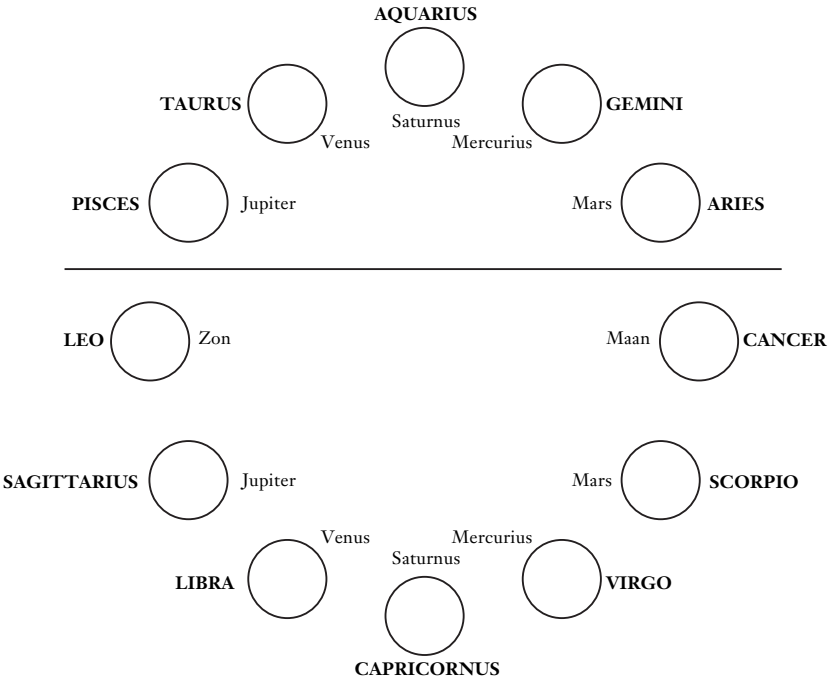 AQUARIUS
TAURUS
GEMINI
Saturnus
Venus
Mercurius
PISCES
Jupiter
Mars
ARIES
LEO
Zon
Maan
CANCER
SAGITTARIUS
Jupiter
Mars
SCORPIO
Venus
Mercurius
Saturnus
LIBRA
VIRGO
CAPRICORNUS